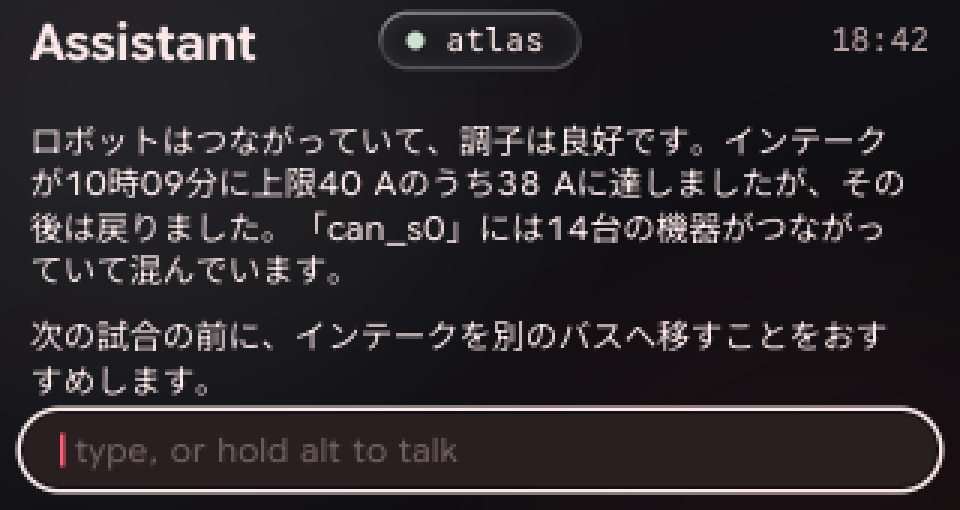 Assistant
atlas
18:42
ロボットはつながっていて、調子は良好です。インテーク
が10時09分に上限40 Aのうち38 Aに達しましたが、その
後は戻りました。「can_s0」には14台の機器がつながっ
ていて混んでいます。
次の試合の前に、インテークを別のバスへ移すことをおす
すめします。
type, or hold alt to talk